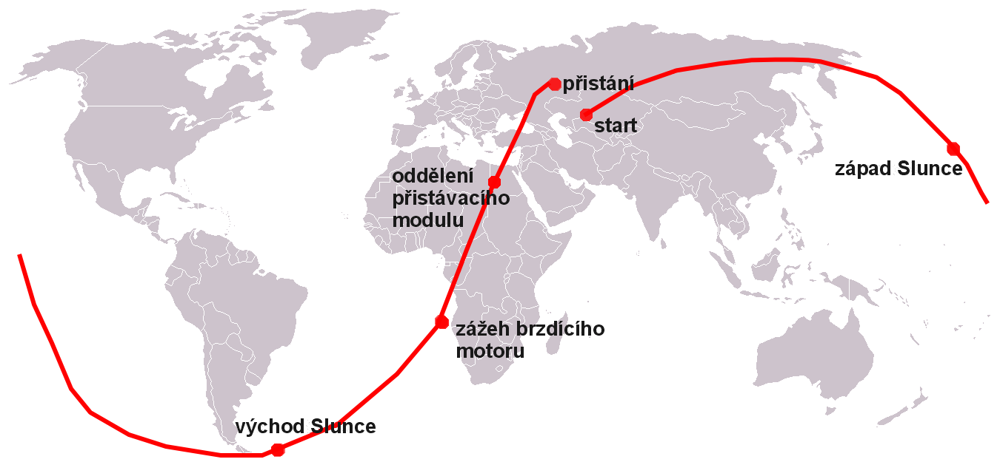 přistání
start
západ Slunce
oddělení
přistávacího
modulu
zážeh brzdícího
motoru
východ Slunce